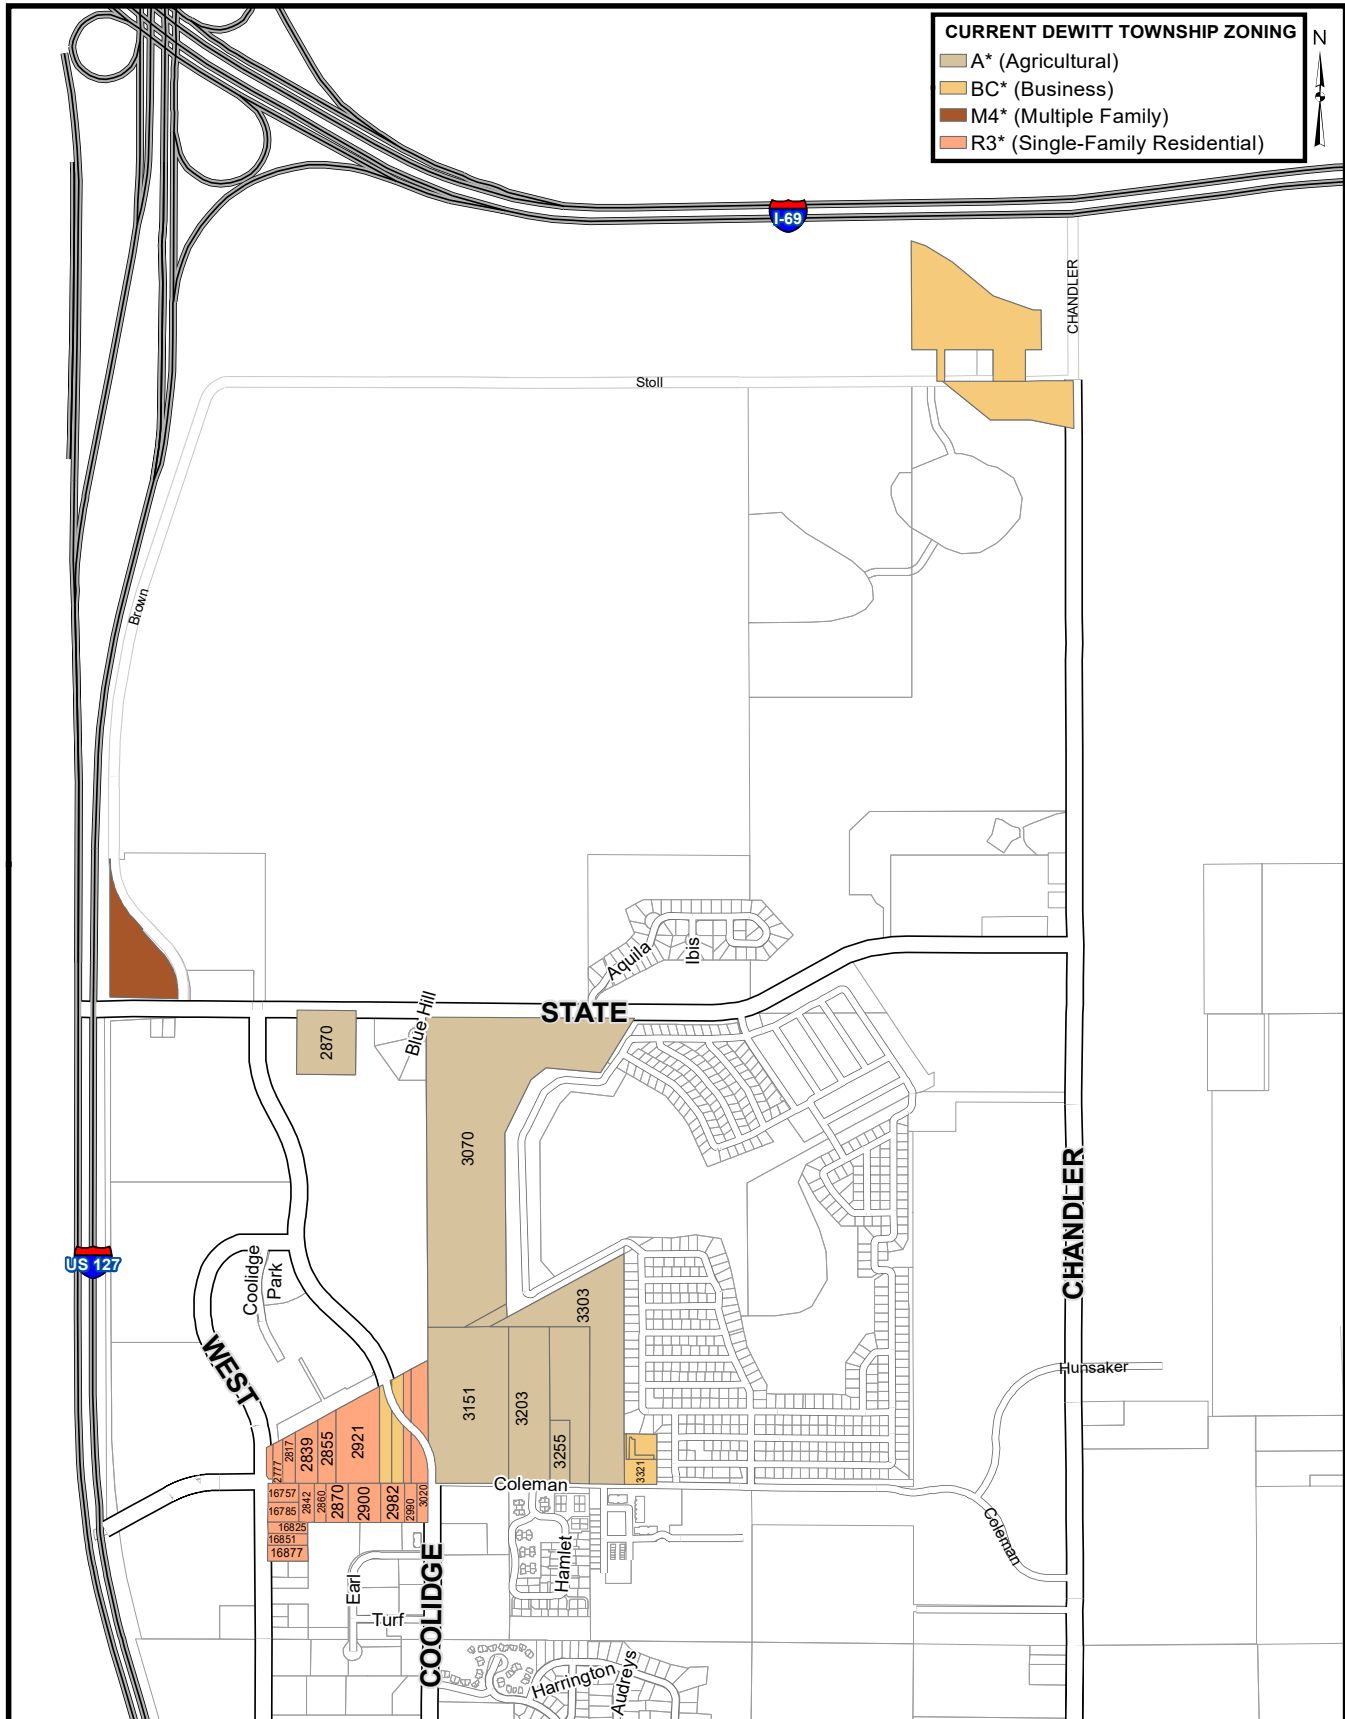 CURRENT DEWITT TOWNSHIP ZONING
A* (Agricultural)
BC* (Business)
M4* (Multiple Family)
R3* (Single-Family Residential)
N
I-69
CHANDLER
Stoll
Brown
Aquila
Ibis
STATE
Blue Hill
2870
3070
CHANDLER
US 127
Coolidge
Park
3303
WEST
Hunsaker
3151
3203
3255
3321
2921
2855
2839
2817
2777
Coleman
16757
16785
2842
2860
2870
2900
2982
2990
3020
16825
16851
16877
Coleman
Hamlet
Earl
Turf
COOLIDGE
Harrington
Audreys